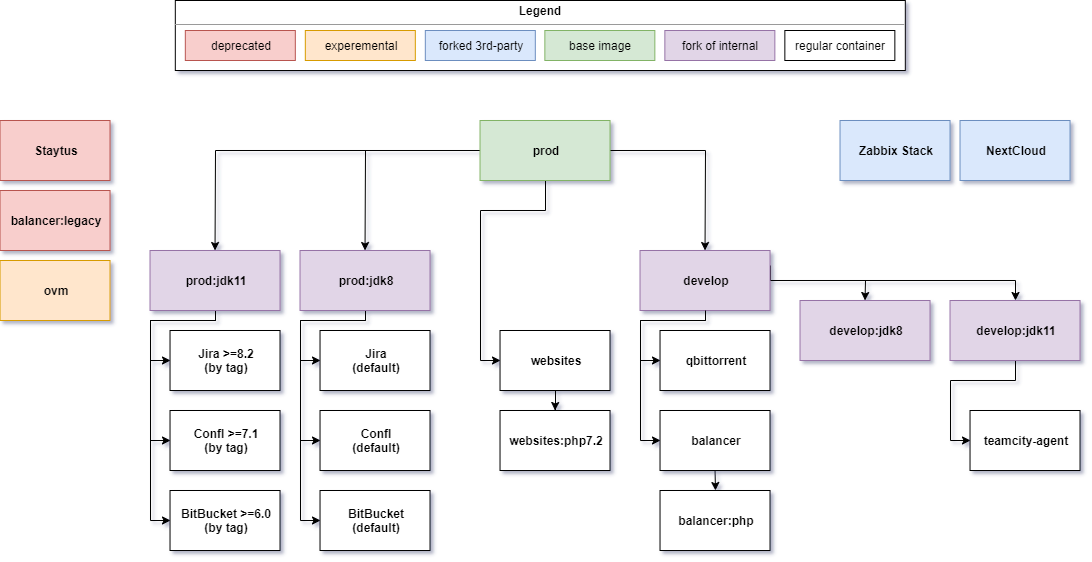 Legend
deprecated
experemental
forked 3rd-party
base image
fork of internal
regular container
Staytus
prod
Zabbix Stack
NextCloud
balancer:legacy
ovm
prod:jdk11
prod:jdk8
develop
develop:jdk8
develop:jdk11
Jira >=8.2
(by tag)
Jira
(default)
websites
qbittorrent
Confl >=7.1
(by tag)
Confl
(default)
websites:php7.2
balancer
teamcity-agent
BitBucket >=6.0
(by tag)
BitBucket
(default)
balancer:php